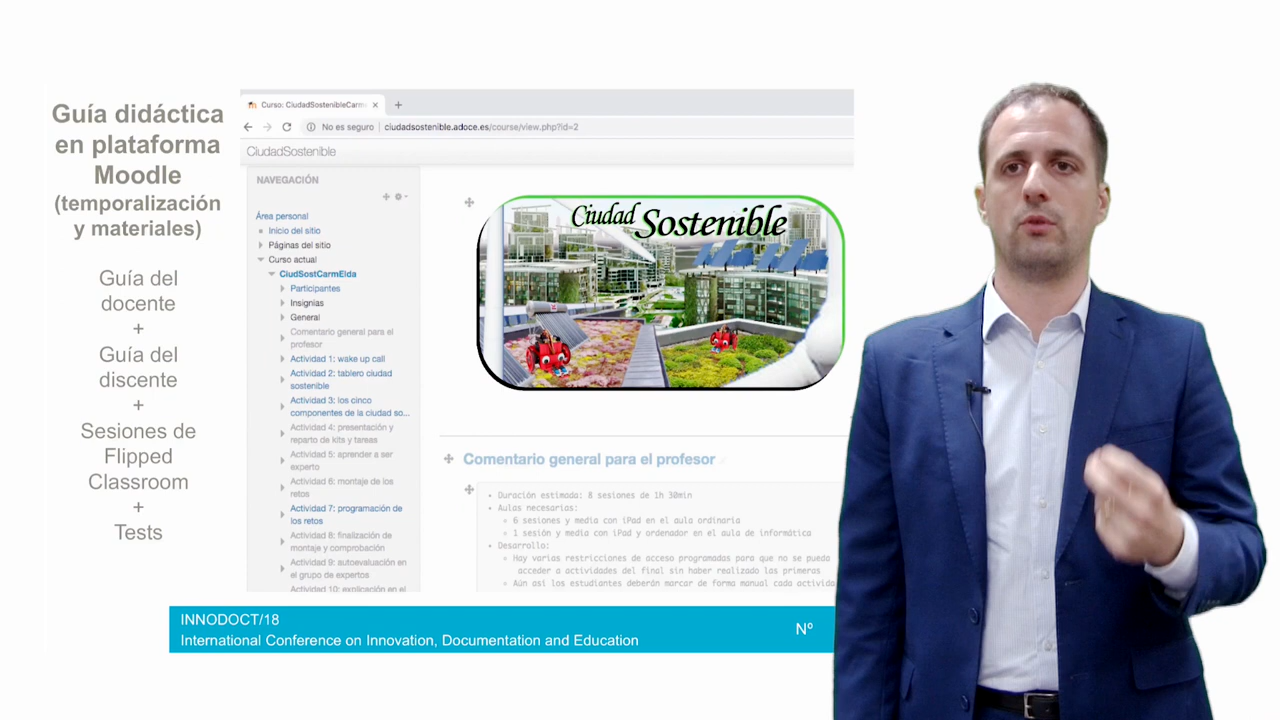 Guía didáctica
en plataforma
Moodle
(temporalización
y materiales)
Guía del
docente
+
Guía del
discente
+
Sesiones de
Flipped
Classroom
+
Tests
Curso: CiudadSostenibleCarm
No es seguro | ciudadsostenible.adoce.es/course/view.php?id=2
CiudadSostenible
NAVEGACIÓN
Área personal
Inicio del sitio
Páginas del sitio
Curso actual
CiudSostCarmElda
Participantes
Insignias
General
Comentario general para el
profesor
Actividad 1: wake up call
Actividad 2: tablero ciudad
sostenible
Actividad 3: los cinco
componentes de la ciudad so...
Actividad 4: presentación y
reparto de kits y tareas
Actividad 5: aprender a ser
experto
Actividad 6: montaje de los
retos
Actividad 7: programación de
los retos
Actividad 8: finalización de
montaje y comprobación
Actividad 9: autoevaluación en
el grupo de expertos
Actividad 10: explicación en el
Ciudad Sostenible
Comentario general para el profesor
Duración estimada: 8 sesiones de 1h 30min
Aulas necesarias:
6 sesiones y media con iPad en el aula ordinaria
1 sesión y media con iPad y ordenador en el aula de informática
Desarrollo:
Hay varias restricciones de acceso programadas para que no se pueda
acceder a actividades del final sin haber realizado las primeras
Aún así los estudiantes deberán marcar de forma manual cada activida
INNODOCT/18
International Conference on Innovation, Documentation and Education
Nº